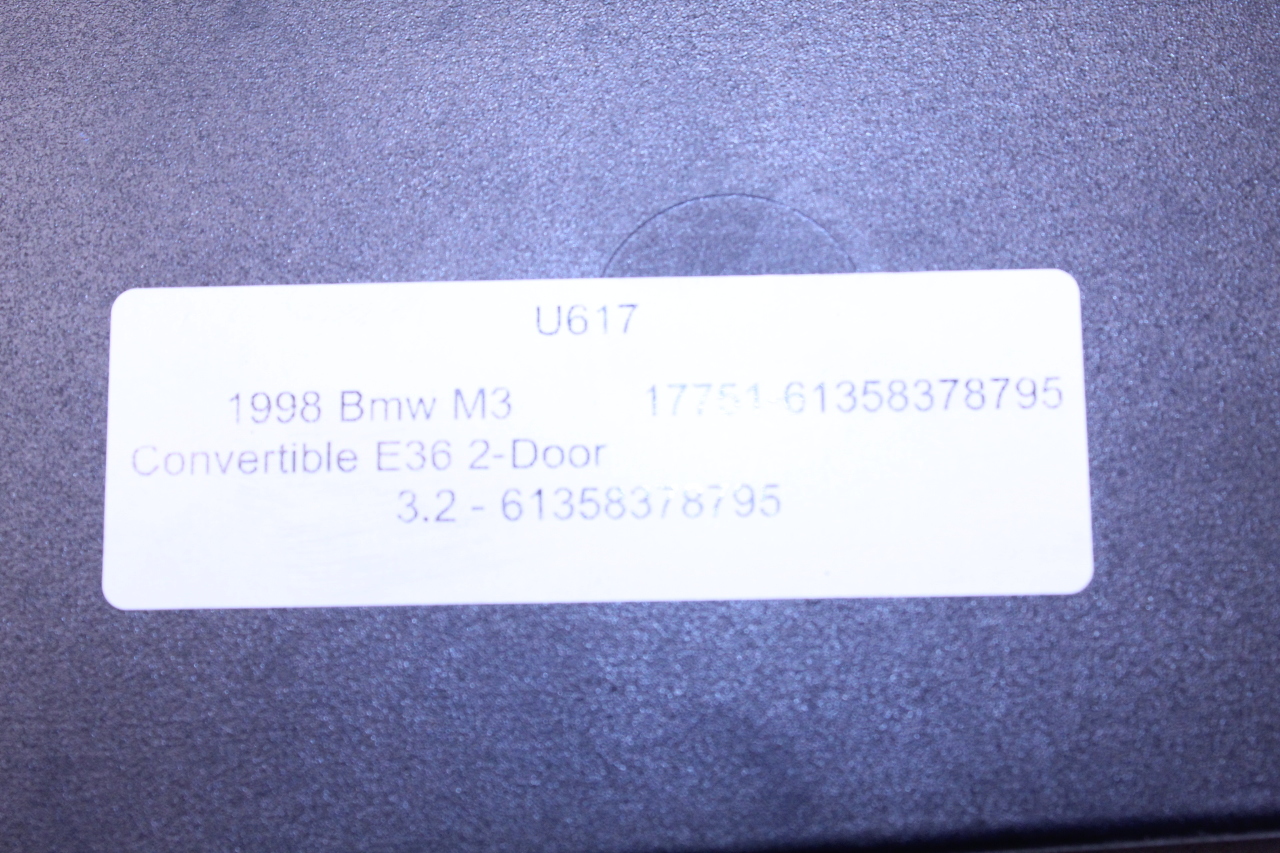 U617
1998 Bmw M3 17751-61358378795
Convertible E36 2-Door
3.2 - 61358378795